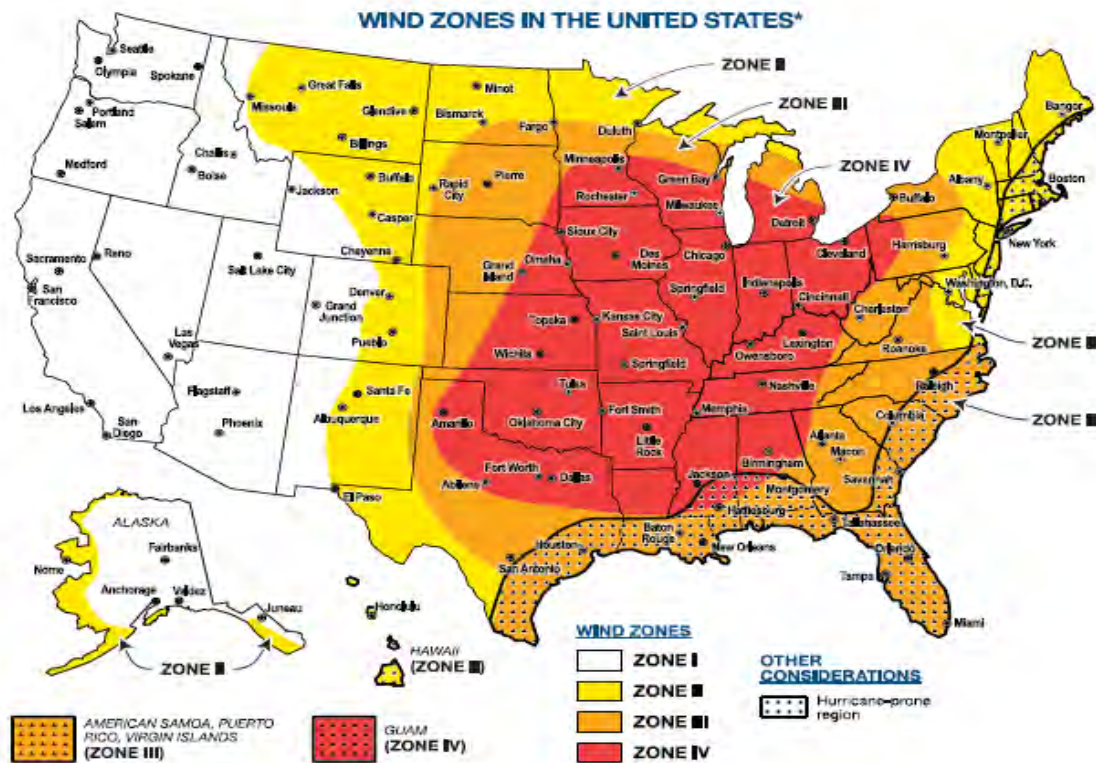 WIND ZONES IN THE UNITED STATES*
ZONE II
ZONE III
ZONE IV
Seattle
Olympia
Spokane
Portland
Salem
Medford
Challis
Boise
Missoula
Great Falls
Glendive
Billings
Minot
Bismarck
Fargo
Duluth
Minneapolis
Rochester
Green Bay
Milwaukee
Detroit
Bangor
Montpelier
Boston
Albany
Buffalo
New York
Harrisburg
Washington, D.C.
Jackson
Buffalo
Casper
Cheyenne
Rapid City
Pierre
Sioux City
Grand Island
Omaha
Des Moines
Chicago
Cleveland
Sacramento
San Francisco
Reno
Salt Lake City
Grand Junction
Denver
Pueblo
Topeka
Kansas City
Wichita
Springfield
Saint Louis
Springfield
Indianapolis
Cincinnati
Charleston
Lexington
Owensboro
Roanoke
ZONE II
Las Vegas
Los Angeles
San Diego
Flagstaff
Phoenix
Santa Fe
Albuquerque
Amarillo
Tulsa
Oklahoma City
Fort Smith
Little Rock
Memphis
Nashville
Raleigh
Columbia
ZONE III
El Paso
Fort Worth
Dallas
Abilene
Jackson
Birmingham
Atlanta
Macon
Savannah
Montgomery
Hattiesburg
Tallahassee
Baton Rouge
New Orleans
Houston
San Antonio
Orlando
Tampa
Miami
ALASKA
Fairbanks
Nome
Anchorage
Valdez
Juneau
ZONE II
Honolulu
HAWAII
(ZONE II)
WIND ZONES
ZONE I
ZONE II
ZONE III
ZONE IV
OTHER
CONSIDERATIONS
Hurricane-prone
region
AMERICAN SAMOA, PUERTO
RICO, VIRGIN ISLANDS
(ZONE III)
GUAM
(ZONE IV)